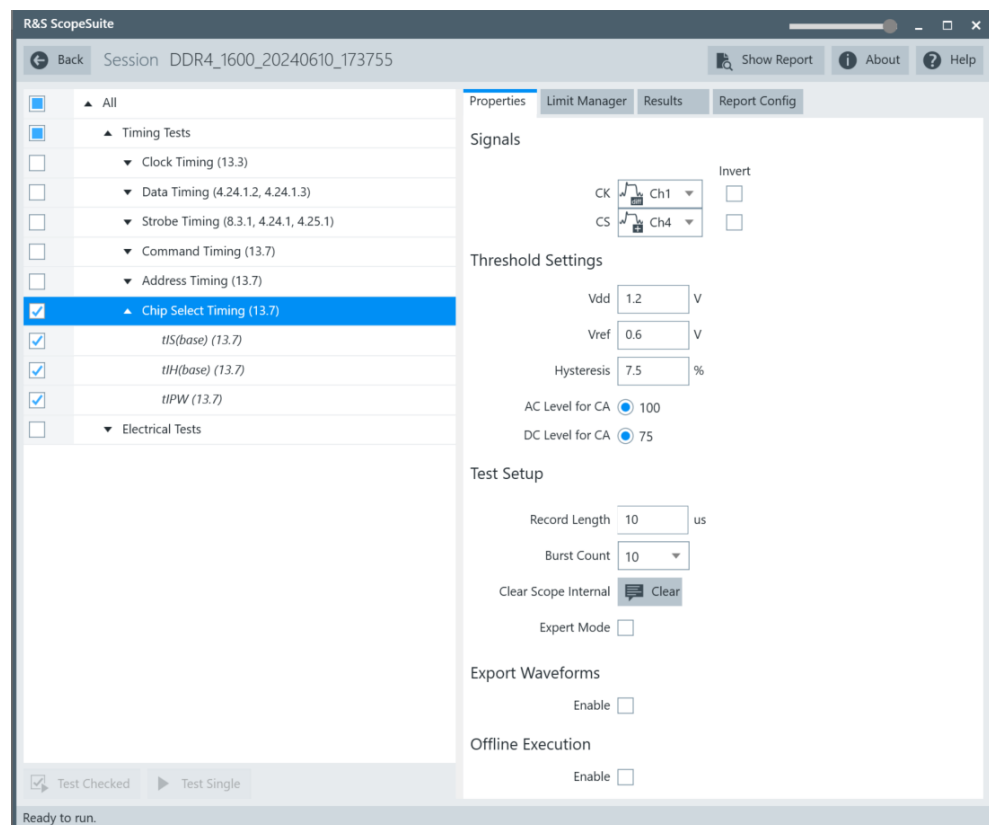 R&S ScopeSuite
Back Session DDR4_1600_20240610_173755 Show Report About Help
All
Timing Tests
Clock Timing (13.3)
Data Timing (4.24.1.2, 4.24.1.3)
Strobe Timing (8.3.1, 4.24.1, 4.25.1)
Command Timing (13.7)
Address Timing (13.7)
Chip Select Timing (13.7)
tIS(base) (13.7)
tIH(base) (13.7)
tIPW (13.7)
Electrical Tests
Test Checked Test Single
Properties Limit Manager Results Report Config
Signals
Invert
CK diff Ch1
CS Ch4
Threshold Settings
Vdd 1.2 V
Vref 0.6 V
Hysteresis 7.5 %
AC Level for CA 100
DC Level for CA 75
Test Setup
Record Length 10 us
Burst Count 10
Clear Scope Internal Clear
Expert Mode
Export Waveforms
Enable
Offline Execution
Enable
Ready to run.